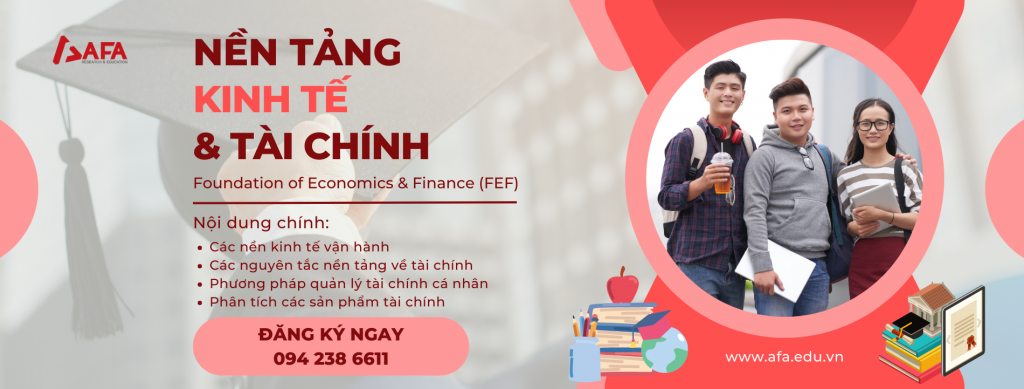 AFA
RESEARCH & EDUCATION
NỀN TẢNG
KINH TẾ
& TÀI CHÍNH
Foundation of Economics & Finance (FEF)
Nội dung chính:
• Các nền kinh tế vận hành
• Các nguyên tắc nền tảng về tài chính
• Phương pháp quản lý tài chính cá nhân
• Phân tích các sản phẩm tài chính
ĐĂNG KÝ NGAY
094 238 6611
www.afa.edu.vn